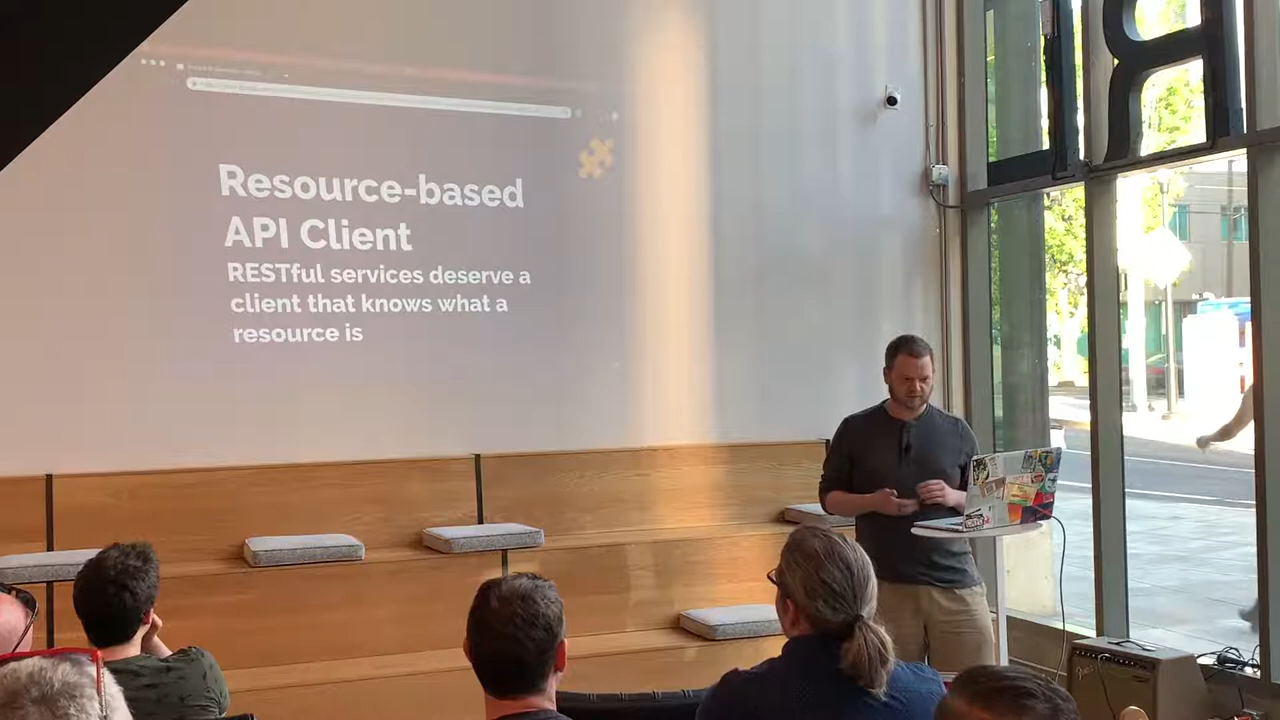 Resource-based
API Client
RESTful services deserve a
client that knows what a
resource is